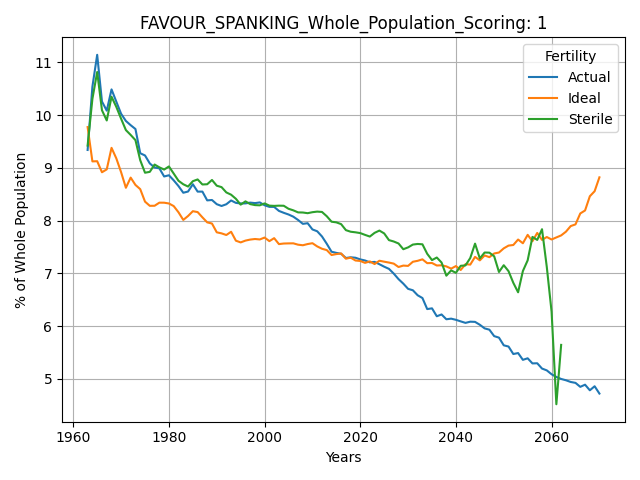 FAVOUR_SPANKING_Whole_Population_Scoring: 1
Fertility
Actual
Ideal
Sterile
% of Whole Population
11
10
9
8
7
6
5
1960
1980
2000
2020
2040
2060
Years